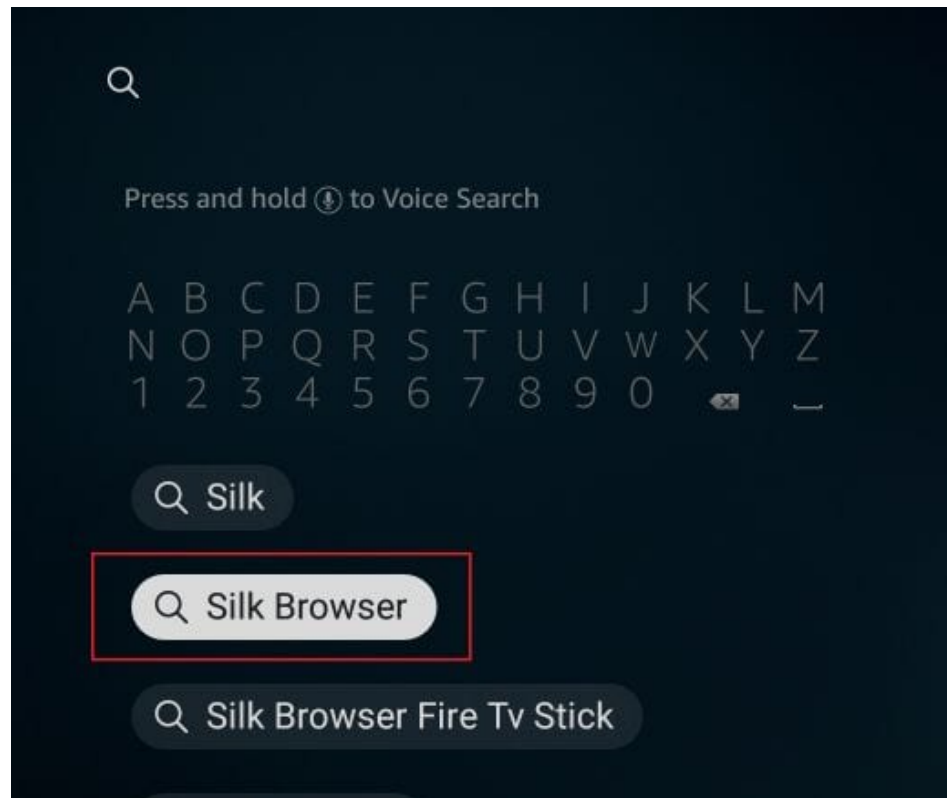 Press and hold to Voice Search
A B C D E F G H I J K L M
N O P Q R S T U V W X Y Z
1 2 3 4 5 6 7 8 9 0
Silk
Silk Browser
Silk Browser Fire Tv Stick